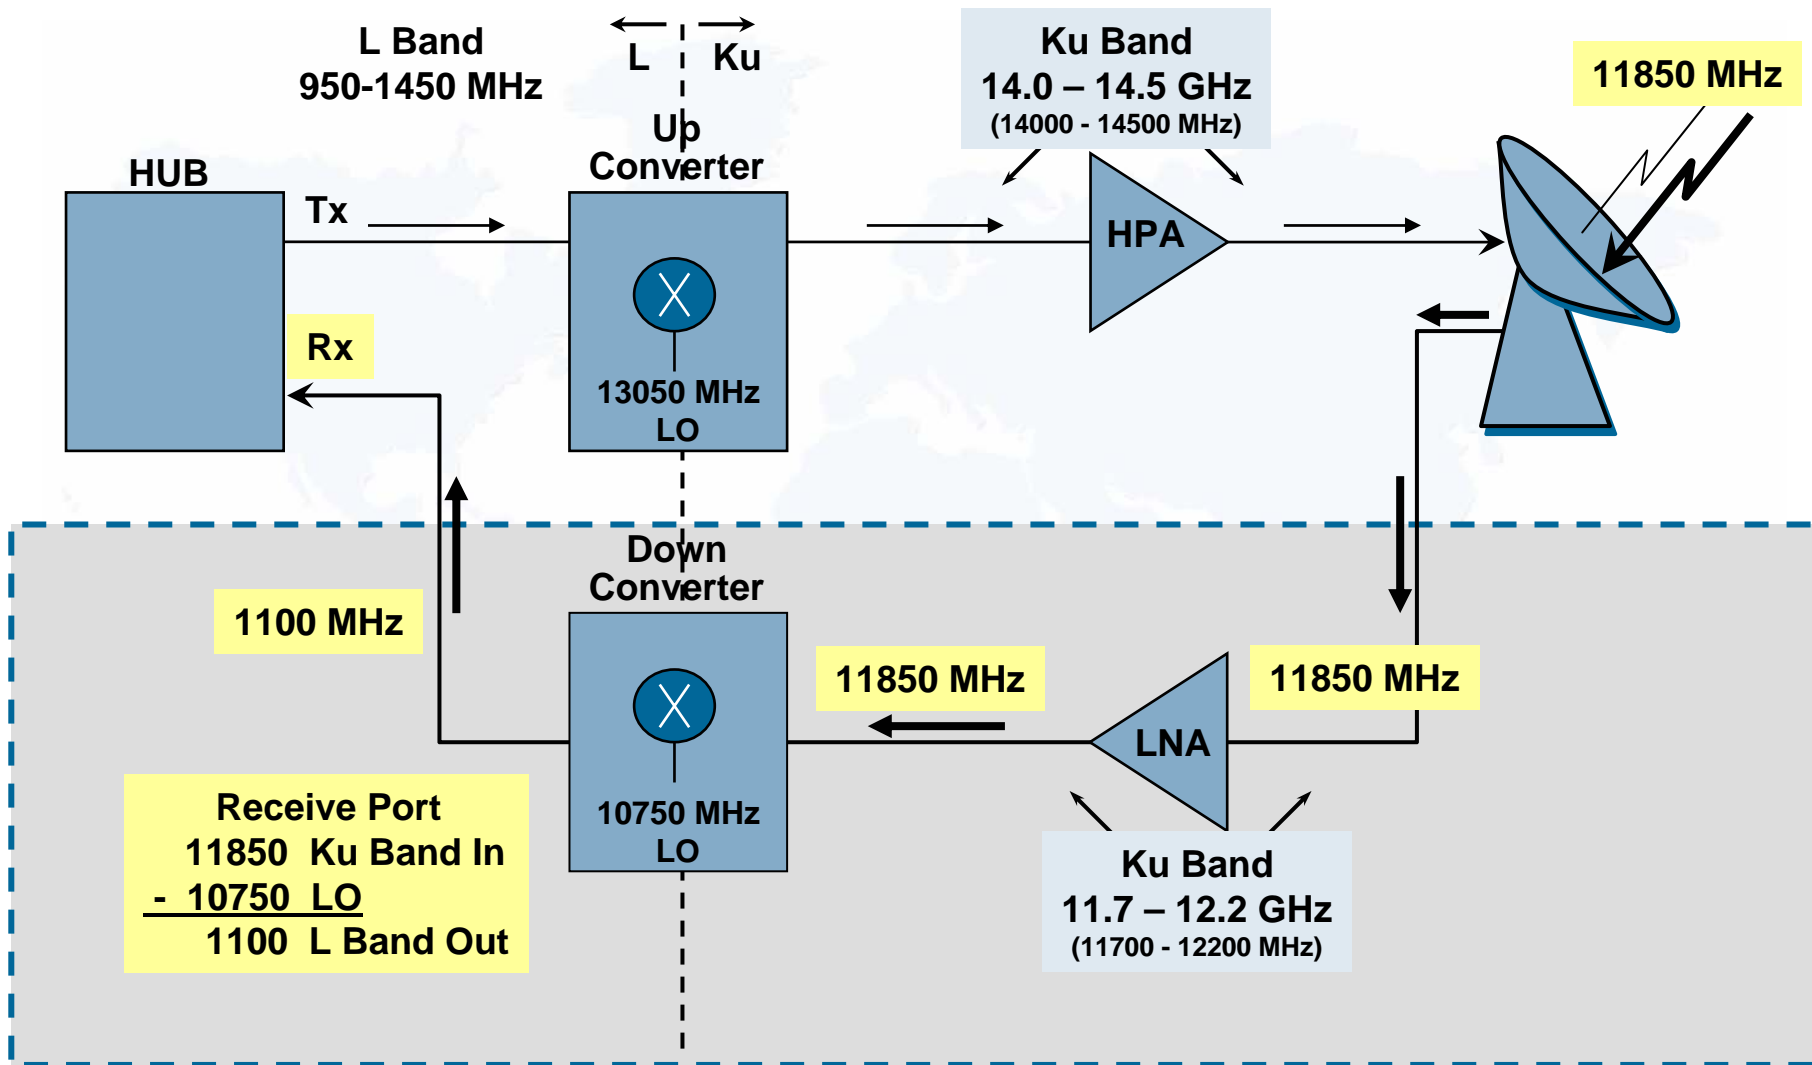 L Band
950-1450 MHz
L
Ku
Ku Band
14.0 – 14.5 GHz
(14000 - 14500 MHz)
11850 MHz
Up
Converter
HUB
Tx
HPA
Rx
13050 MHz
LO
Down
Converter
1100 MHz
11850 MHz
11850 MHz
LNA
10750 MHz
LO
Receive Port
11850 Ku Band In
- 10750 LO
1100 L Band Out
Ku Band
11.7 – 12.2 GHz
(11700 - 12200 MHz)